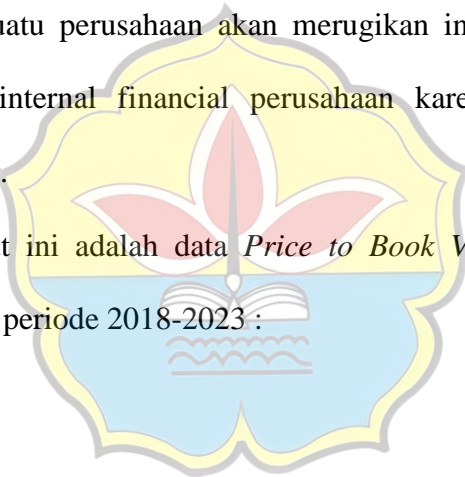 uatu perusahaan akan merugikan in
internal financial perusahaan kare
.
t ini adalah data Price to Book V
periode 2018-2023 :